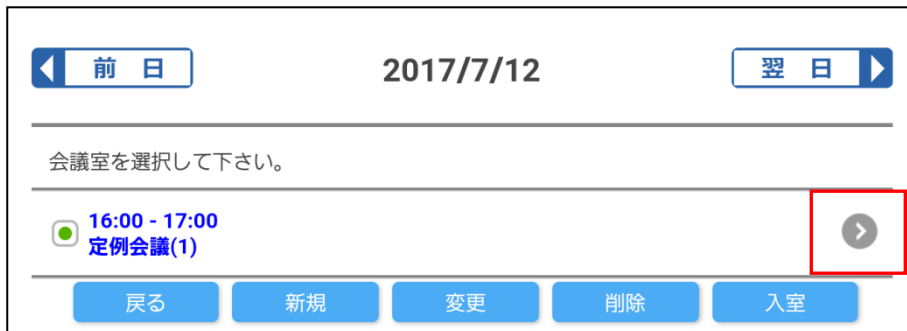 前 日 2017/7/12 翌 日
会議室を選択して下さい。
16:00 - 17:00
定例会議(1)
戻る 新規 変更 削除 入室